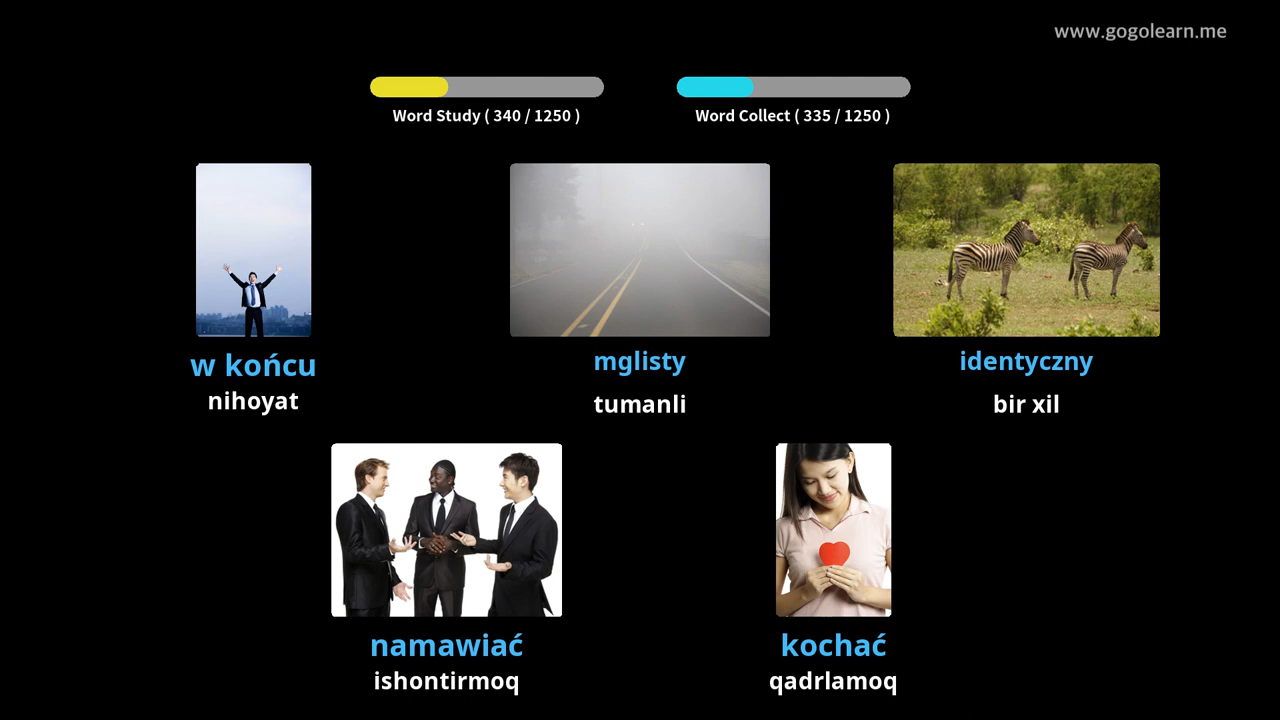 www.gogolearn.me
Word Study ( 340 / 1250 )
Word Collect ( 335 / 1250 )
w końcu
nihoyat
mglisty
tumanli
identyczny
bir xil
namawiać
ishontirmoq
kochać
qadrlamoq